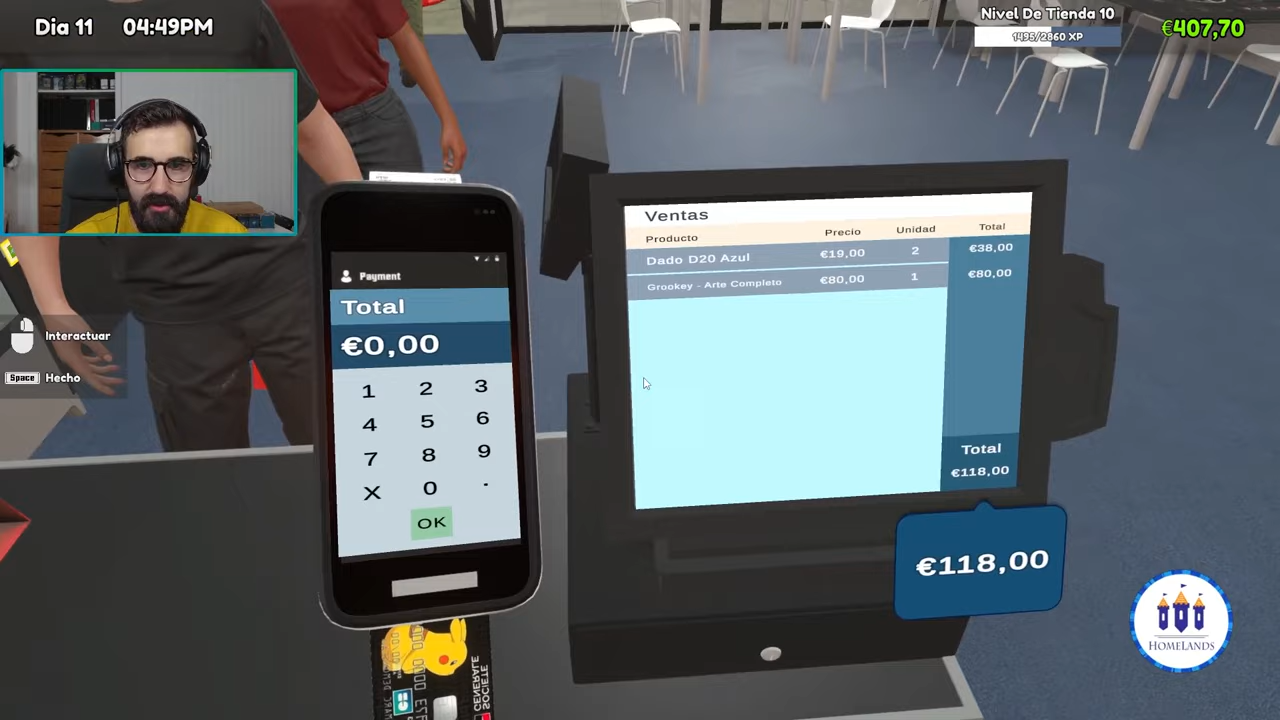 Dia 11 04:49PM
Nivel De Tienda 10
1495/2860 XP
€407,70
Interactuar
Space Hecho
Payment
Total
€0,00
1 2 3
4 5 6
7 8 9
X 0 .
OK
Ventas
Producto Precio Unidad Total
Dado D20 Azul €19,00 2 €38,00
Grookey - Arte Completo €80,00 1 €80,00
Total
€118,00
€118,00
SOCIETE
GENERALE
HOMELANDS